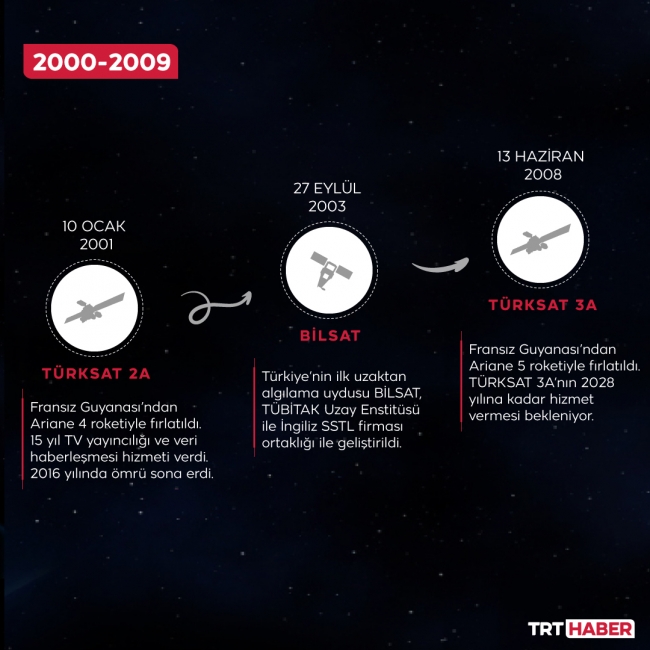 2000-2009
10 OCAK
2001
TÜRKSAT 2A
Fransız Guyanası'ndan
Ariane 4 roketiyle fırlatıldı.
15 yıl TV yayıncılığı ve veri
haberleşmesi hizmeti verdi.
2016 yılında ömrü sona erdi.
27 EYLÜL
2003
BİLSAT
Türkiye'nin ilk uzaktan
algılama uydusu BİLSAT,
TÜBİTAK Uzay Enstitüsü
ile İngiliz SSTL firması
ortaklığı ile geliştirildi.
13 HAZİRAN
2008
TÜRKSAT 3A
Fransız Guyanası'ndan
Ariane 5 roketiyle fırlatıldı.
TÜRKSAT 3A'nın 2028
yılına kadar hizmet
vermesi bekleniyor.
TRT HABER